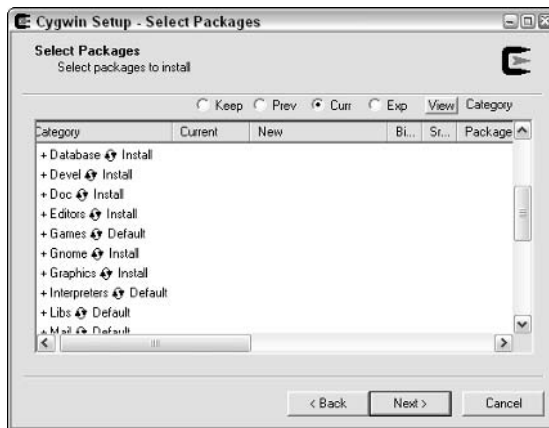 Cygwin Setup - Select Packages
Select Packages
Select packages to install
Keep Prev Curr Exp View Category
Category Current New Bi... Sr... Package
+ Database Install
+ Devel Install
+ Doc Install
+ Editors Install
+ Games Default
+ Gnome Install
+ Graphics Install
+ Interpreters Default
+ Libs Default
+ Mail Default
< Back Next > Cancel